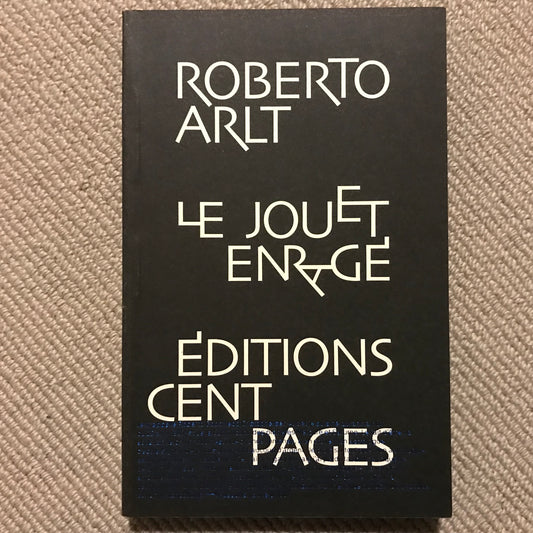 ROBERTO
ARLT
LE JOUET
ENRAGÉ
ÉDITIONS
CENT
PAGES